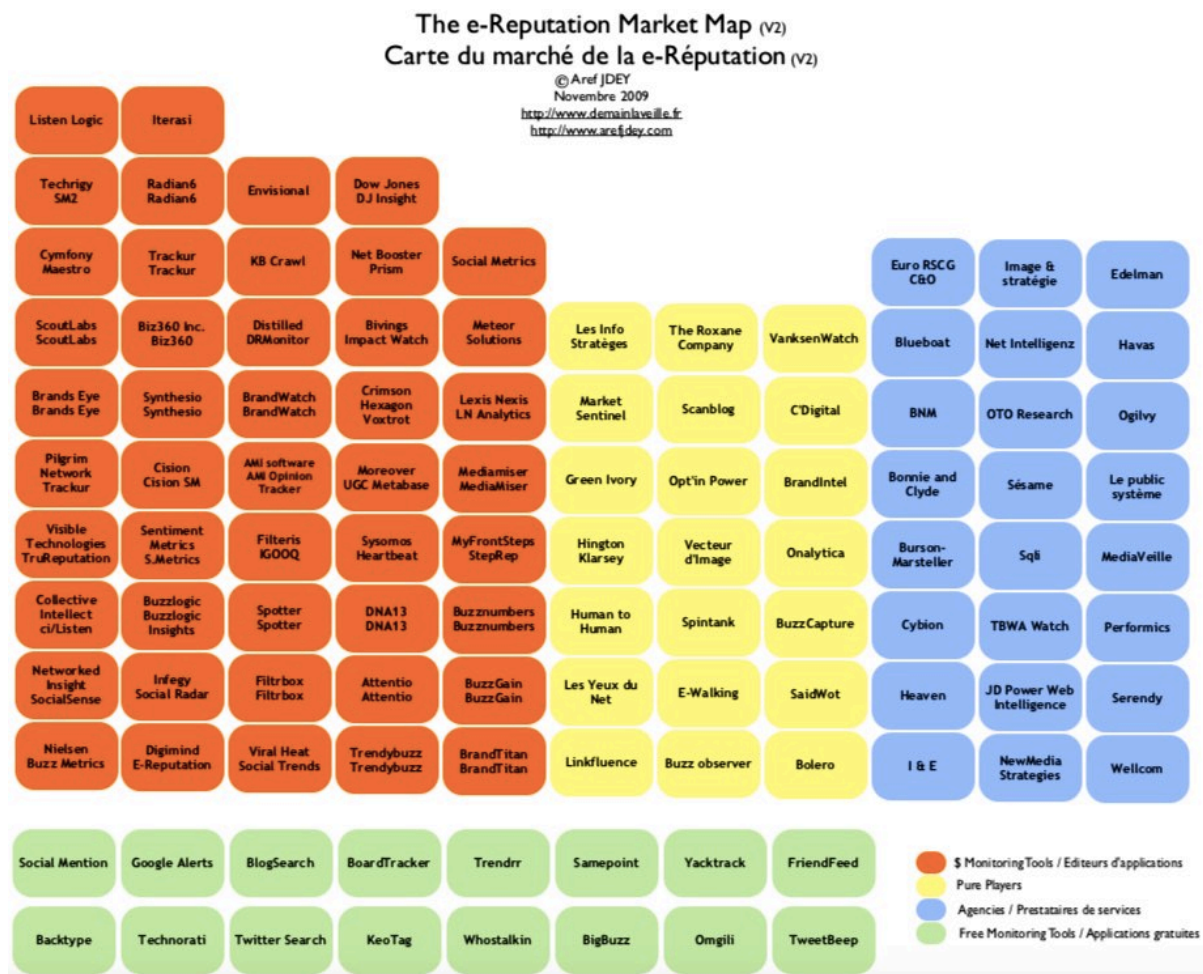 The e-Reputation Market Map (V2)
Carte du marché de la e-Réputation (V2)
© Aref JDEY
Novembre 2009
http://www.demainlaveille.fr
http://www.arefjdey.com
Listen Logic
Iterasi
Techrigy
SM2
Radian6
Radian6
Envisional
Dow Jones
DJ Insight
Cymfony
Maestro
Trackur
Trackur
KB Crawl
Net Booster
Prism
Social Metrics
Euro RSCG
C&O
Image &
stratégie
Edelman
ScoutLabs
ScoutLabs
Biz360 Inc.
Biz360
Distilled
DRMonitor
Bivings
Impact Watch
Meteor
Solutions
Les Info
Stratèges
The Roxane
Company
VanksenWatch
Blueboat
Net Intelligenz
Havas
Brands Eye
Brands Eye
Synthesio
Synthesio
BrandWatch
BrandWatch
Crimson
Hexagon
Voxtrot
Lexis Nexis
LN Analytics
Market
Sentinel
Scanblog
C'Digital
BNM
OTO Research
Ogilvy
Pilgrim
Network
Trackur
Cision
Cision SM
AMI software
AMI Opinion
Tracker
Moreover
UGC Metabase
Mediamiser
MediaMiser
Green Ivory
Opt'in Power
BrandIntel
Bonnie and
Clyde
Sésame
Le public
système
Visible
Technologies
TruReputation
Sentiment
Metrics
S.Metrics
Filteris
IGOOQ
Sysomos
Heartbeat
MyFrontSteps
StepRep
Hington
Klarsey
Vecteur
d'Image
Onalytica
Burson-
Marsteller
Sqli
MediaVeille
Collective
Intellect
ci/Listen
Buzzlogic
Buzzlogic
Insights
Spotter
Spotter
DNA13
DNA13
Buzznumbers
Buzznumbers
Human to
Human
Spintank
BuzzCapture
Cybion
TBWA Watch
Performics
Networked
Insight
SocialSense
Infegy
Social Radar
Filtrbox
Filtrbox
Attentio
Attentio
BuzzGain
BuzzGain
Les Yeux du
Net
E-Walking
SaidWot
Heaven
JD Power Web
Intelligence
Serendy
Nielsen
Buzz Metrics
Digimind
E-Reputation
Viral Heat
Social Trends
Trendybuzz
Trendybuzz
BrandTitan
BrandTitan
Linkfluence
Buzz observer
Bolero
I & E
NewMedia
Strategies
Wellcom
Social Mention
Google Alerts
BlogSearch
BoardTracker
Trendrr
Samepoint
Yacktrack
FriendFeed
Backtype
Technorati
Twitter Search
KeoTag
Whostalkin
BigBuzz
Omgili
TweetBeep
$ Monitoring Tools / Editeurs d'applications
Pure Players
Agencies / Prestataires de services
Free Monitoring Tools / Applications gratuites